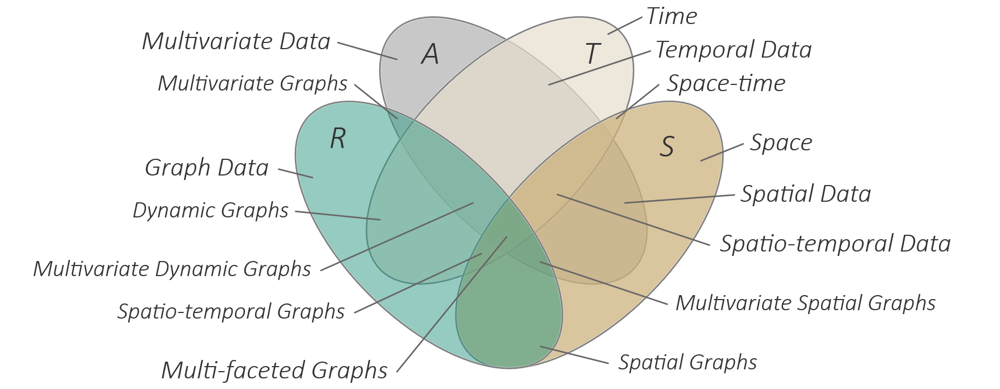 Time
Multivariate Data
A
T
Temporal Data
Multivariate Graphs
Space-time
R
S
Space
Graph Data
Spatial Data
Dynamic Graphs
Spatio-temporal Data
Multivariate Dynamic Graphs
Spatio-temporal Graphs
Multivariate Spatial Graphs
Multi-faceted Graphs
Spatial Graphs